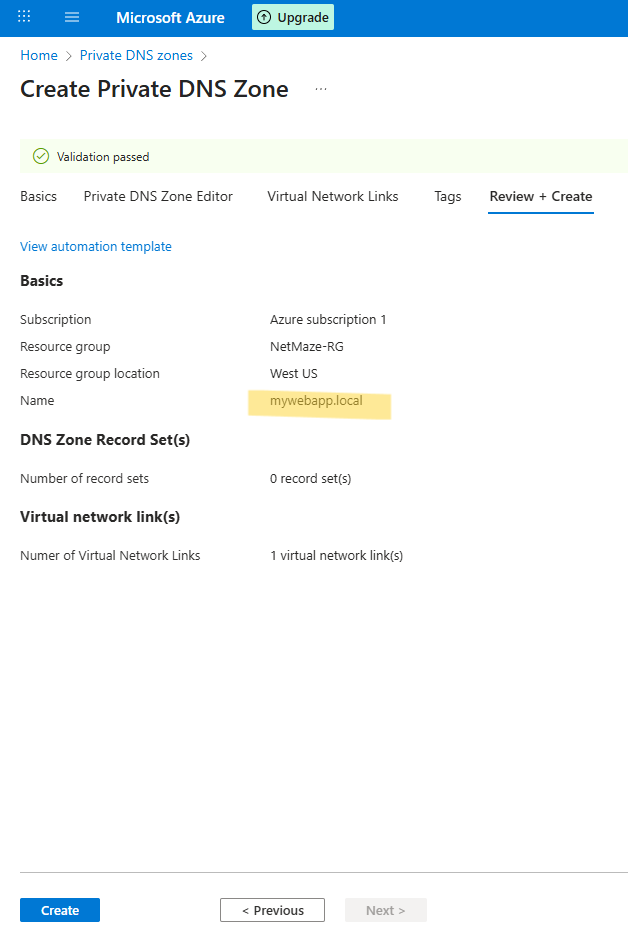 Microsoft Azure Upgrade
Home > Private DNS zones >
Create Private DNS Zone ...
Validation passed
Basics Private DNS Zone Editor Virtual Network Links Tags Review + Create
View automation template
Basics
Subscription Azure subscription 1
Resource group NetMaze-RG
Resource group location West US
Name mywebapp.local
DNS Zone Record Set(s)
Number of record sets 0 record set(s)
Virtual network link(s)
Numer of Virtual Network Links 1 virtual network link(s)
Create < Previous Next >